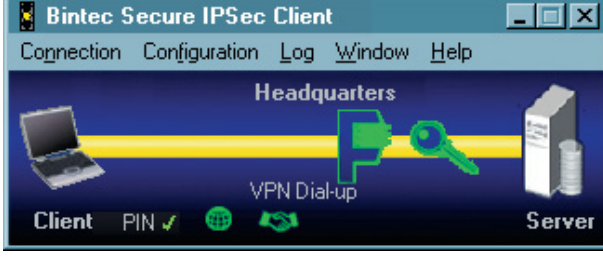 Bintec Secure IPSec Client
Connection Configuration Log Window Help
Headquarters
VPN Dial-up
Client PIN Server